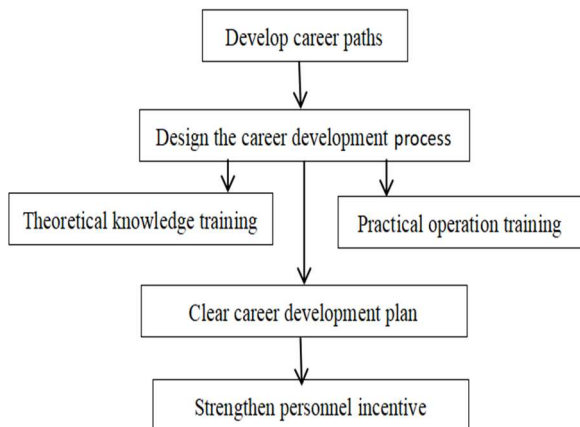 Develop career paths
Design the career development process
Theoretical knowledge training
Practical operation training
Clear career development plan
Strengthen personnel incentive